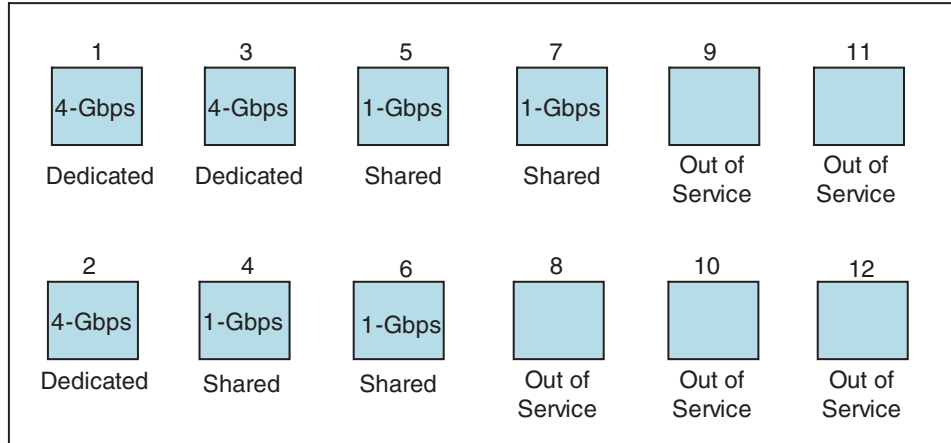 1 3 5 7 9 11
4-Gbps 4-Gbps 1-Gbps 1-Gbps
Dedicated Dedicated Shared Shared Out of Service Out of Service
2 4 6 8 10 12
4-Gbps 1-Gbps 1-Gbps
Dedicated Shared Shared Out of Service Out of Service Out of Service